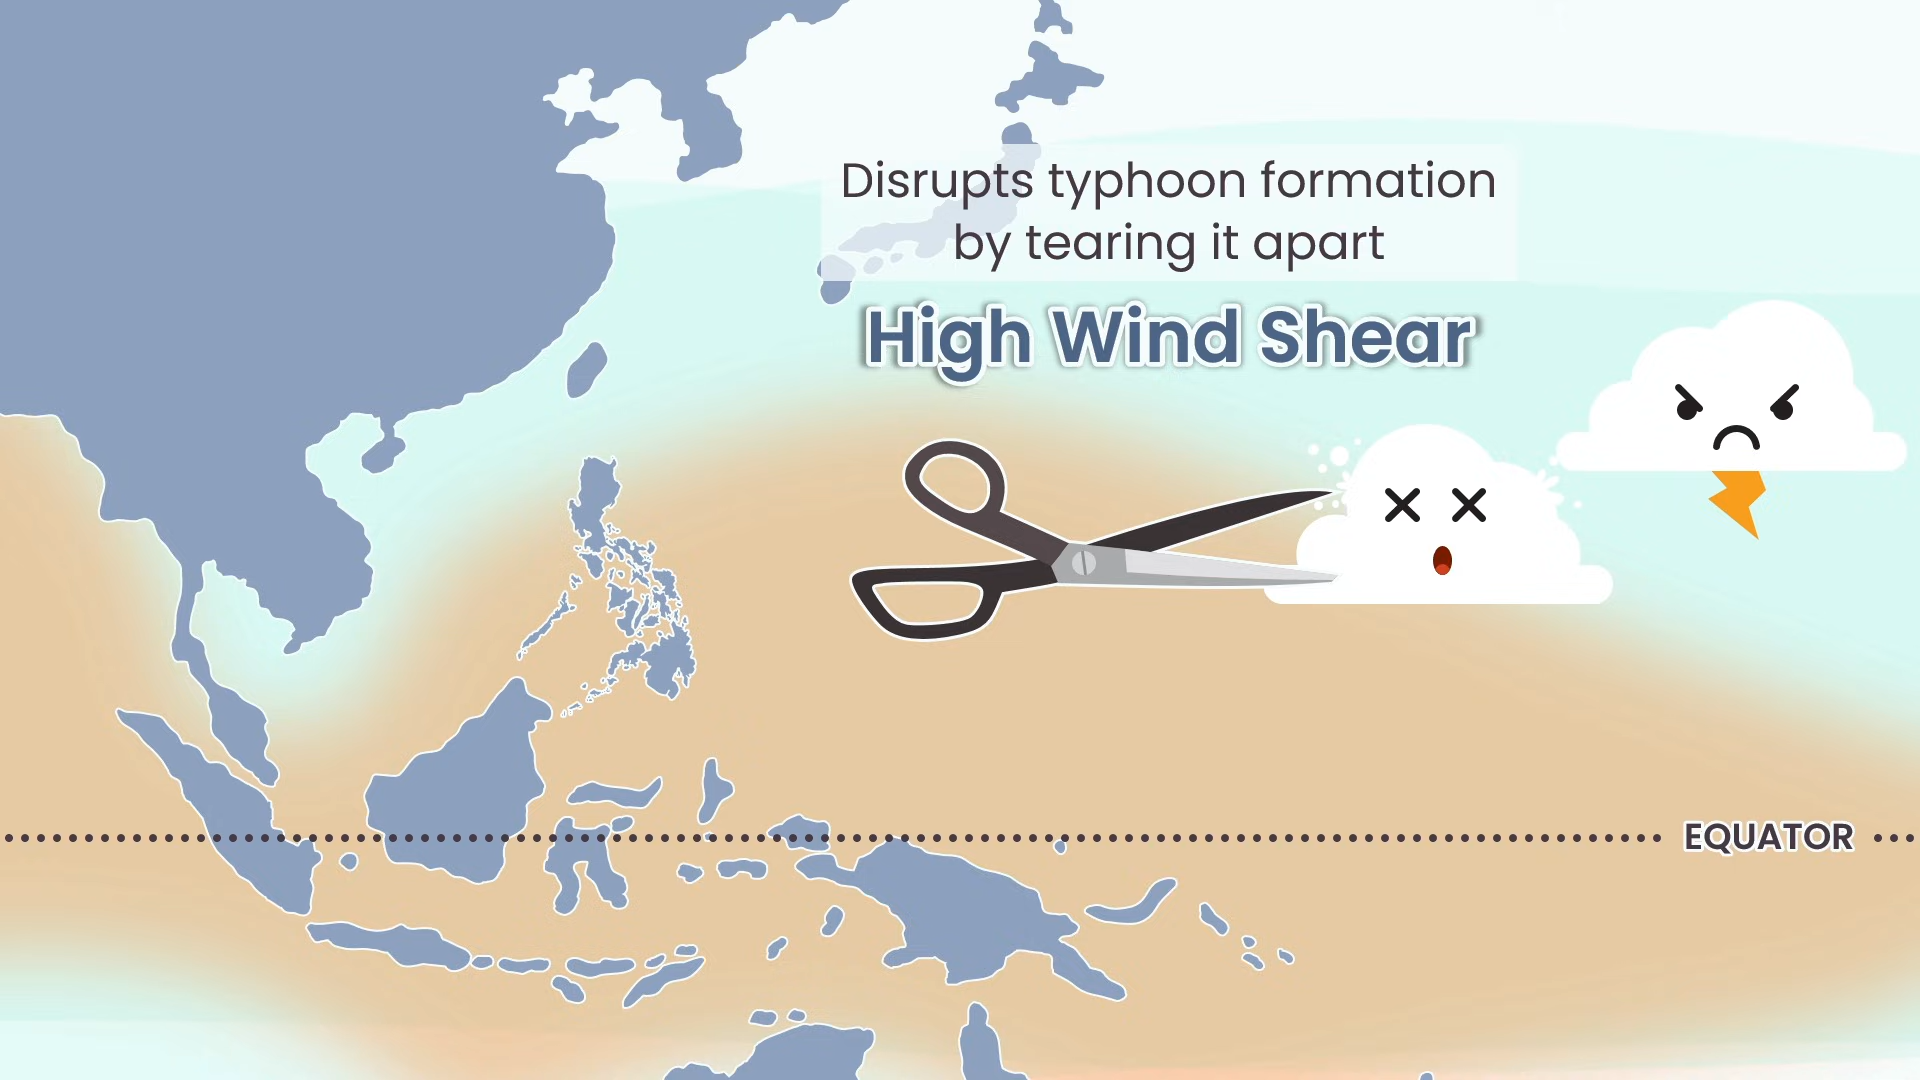 Disrupts typhoon formation
by tearing it apart
High Wind Shear
EQUATOR